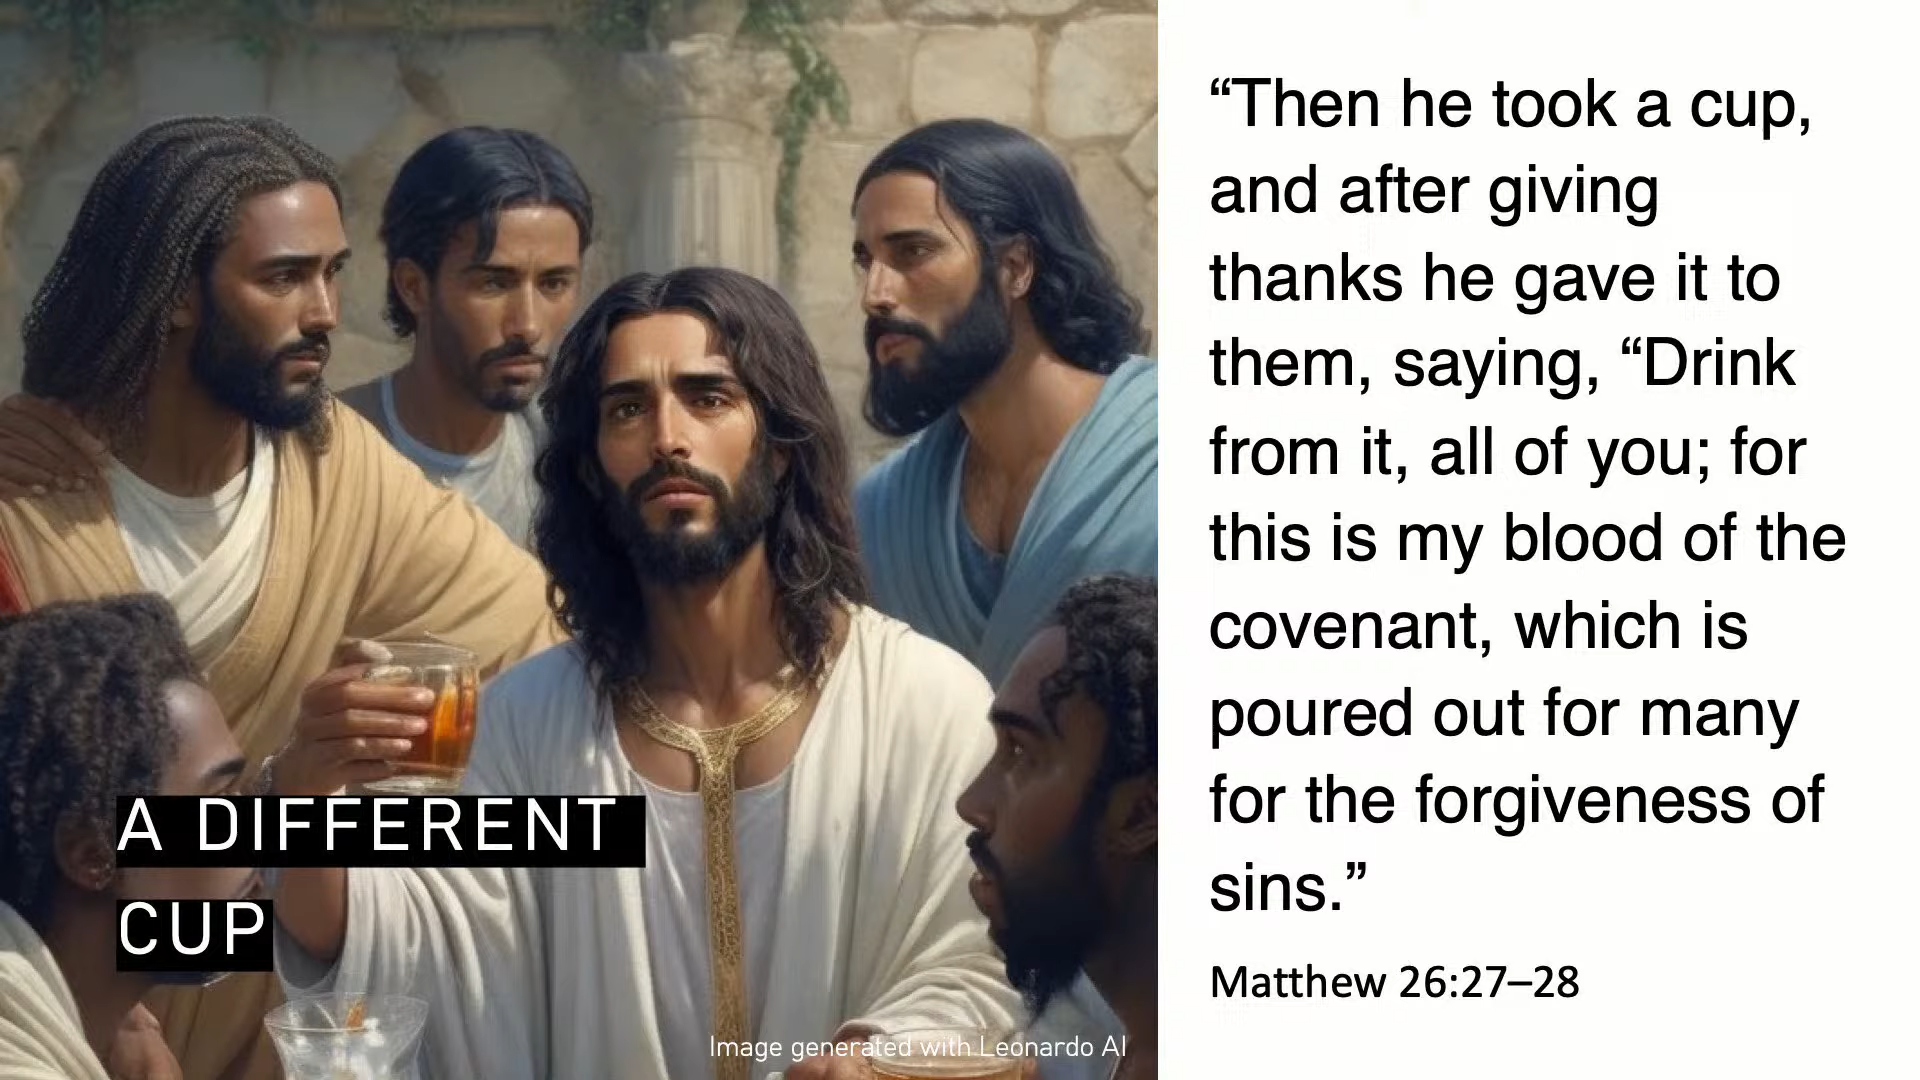 A DIFFERENT
CUP
Image generated with Leonardo AI
“Then he took a cup,
and after giving
thanks he gave it to
them, saying, “Drink
from it, all of you; for
this is my blood of the
covenant, which is
poured out for many
for the forgiveness of
sins.”
Matthew 26:27–28